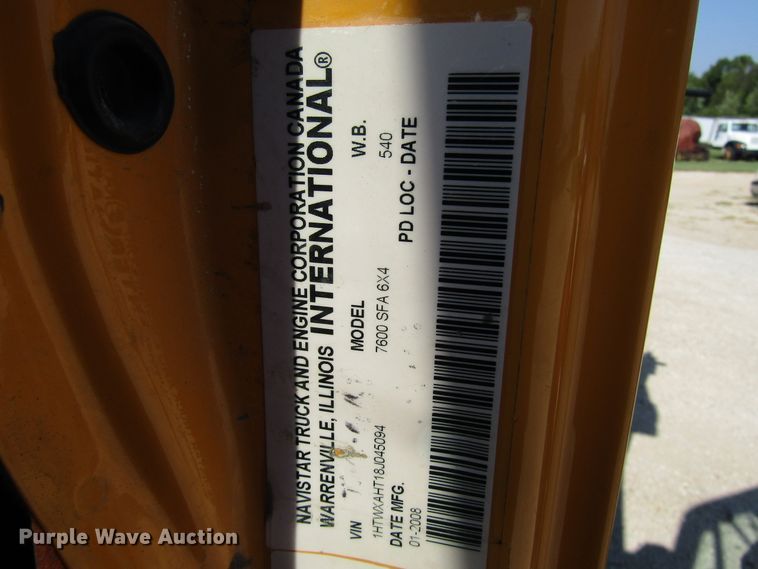 NAVISTAR TRUCK AND ENGINE CORPORATION CANADA
WARRENVILLE, ILLINOIS INTERNATIONAL®
VIN MODEL W.B.
1HTWXAHT18J045094 7600 SFA 6X4 540
DATE MFG. PD LOC - DATE
01-2008
Purple Wave Auction